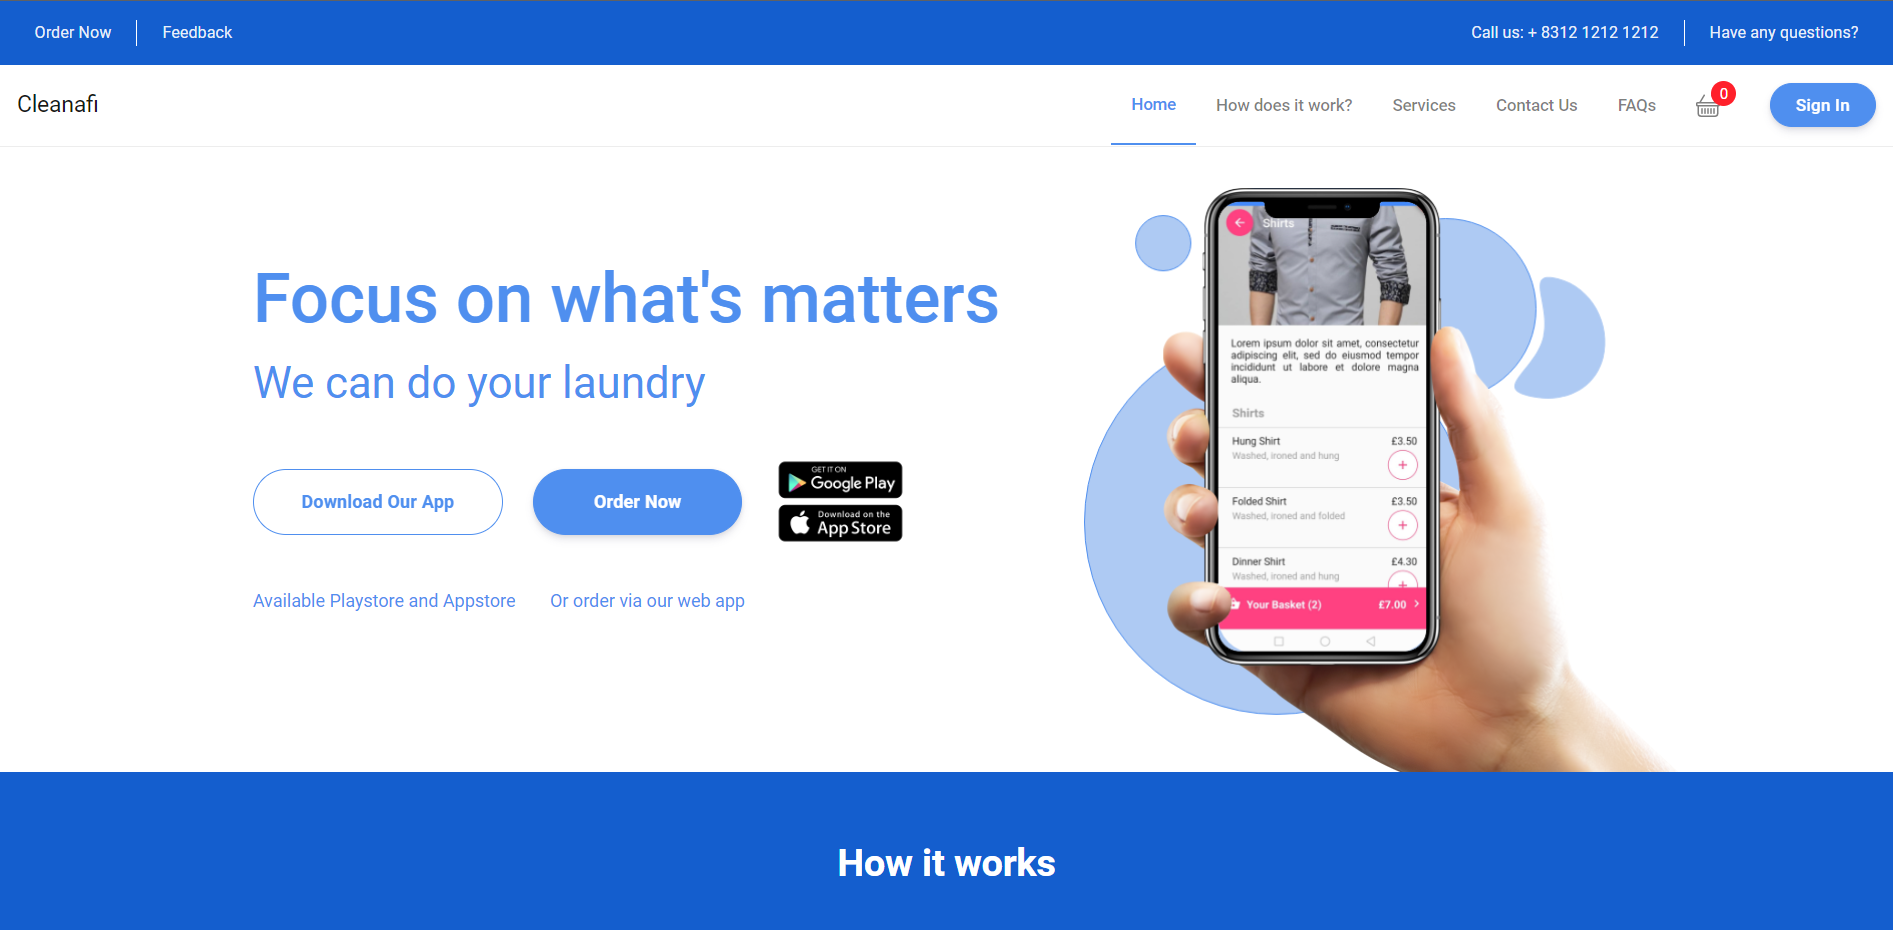 Order Now
Feedback
Call us: + 8312 1212 1212
Have any questions?
Cleanafi
Home
How does it work?
Services
Contact Us
FAQs
0
Sign In
Focus on what's matters
We can do your laundry
Download Our App
Order Now
GET IT ON
Google Play
Download on the
App Store
Available Playstore and Appstore
Or order via our web app
Shirts
Lorem ipsum dolor sit amet, consectetur
adipiscing elit, sed do eiusmod tempor
incididunt ut labore et dolore magna
aliqua.
Shirts
Hung Shirt £3.50
Washed, ironed and hung
Folded Shirt £3.50
Washed, ironed and folded
Dinner Shirt £4.30
Washed, ironed and hung
Your Basket (2) £7.00
How it works